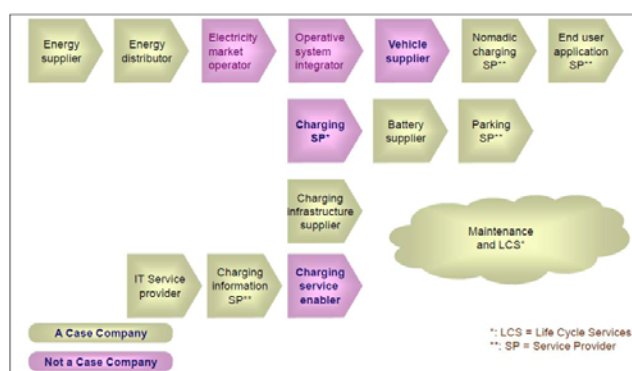 Energy
supplier
Energy
distributor
Electricity
market
operator
Operative
system
integrator
Vehicle
supplier
Nomadic
charging
SP**
End user
application
SP**
Charging
SP*
Battery
supplier
Parking
SP**
Charging
infrastructure
supplier
Maintenance
and LCS*
IT Service
provider
Charging
information
SP**
Charging
service
enabler
A Case Company
Not a Case Company
*: LCS = Life Cycle Services
**: SP = Service Provider